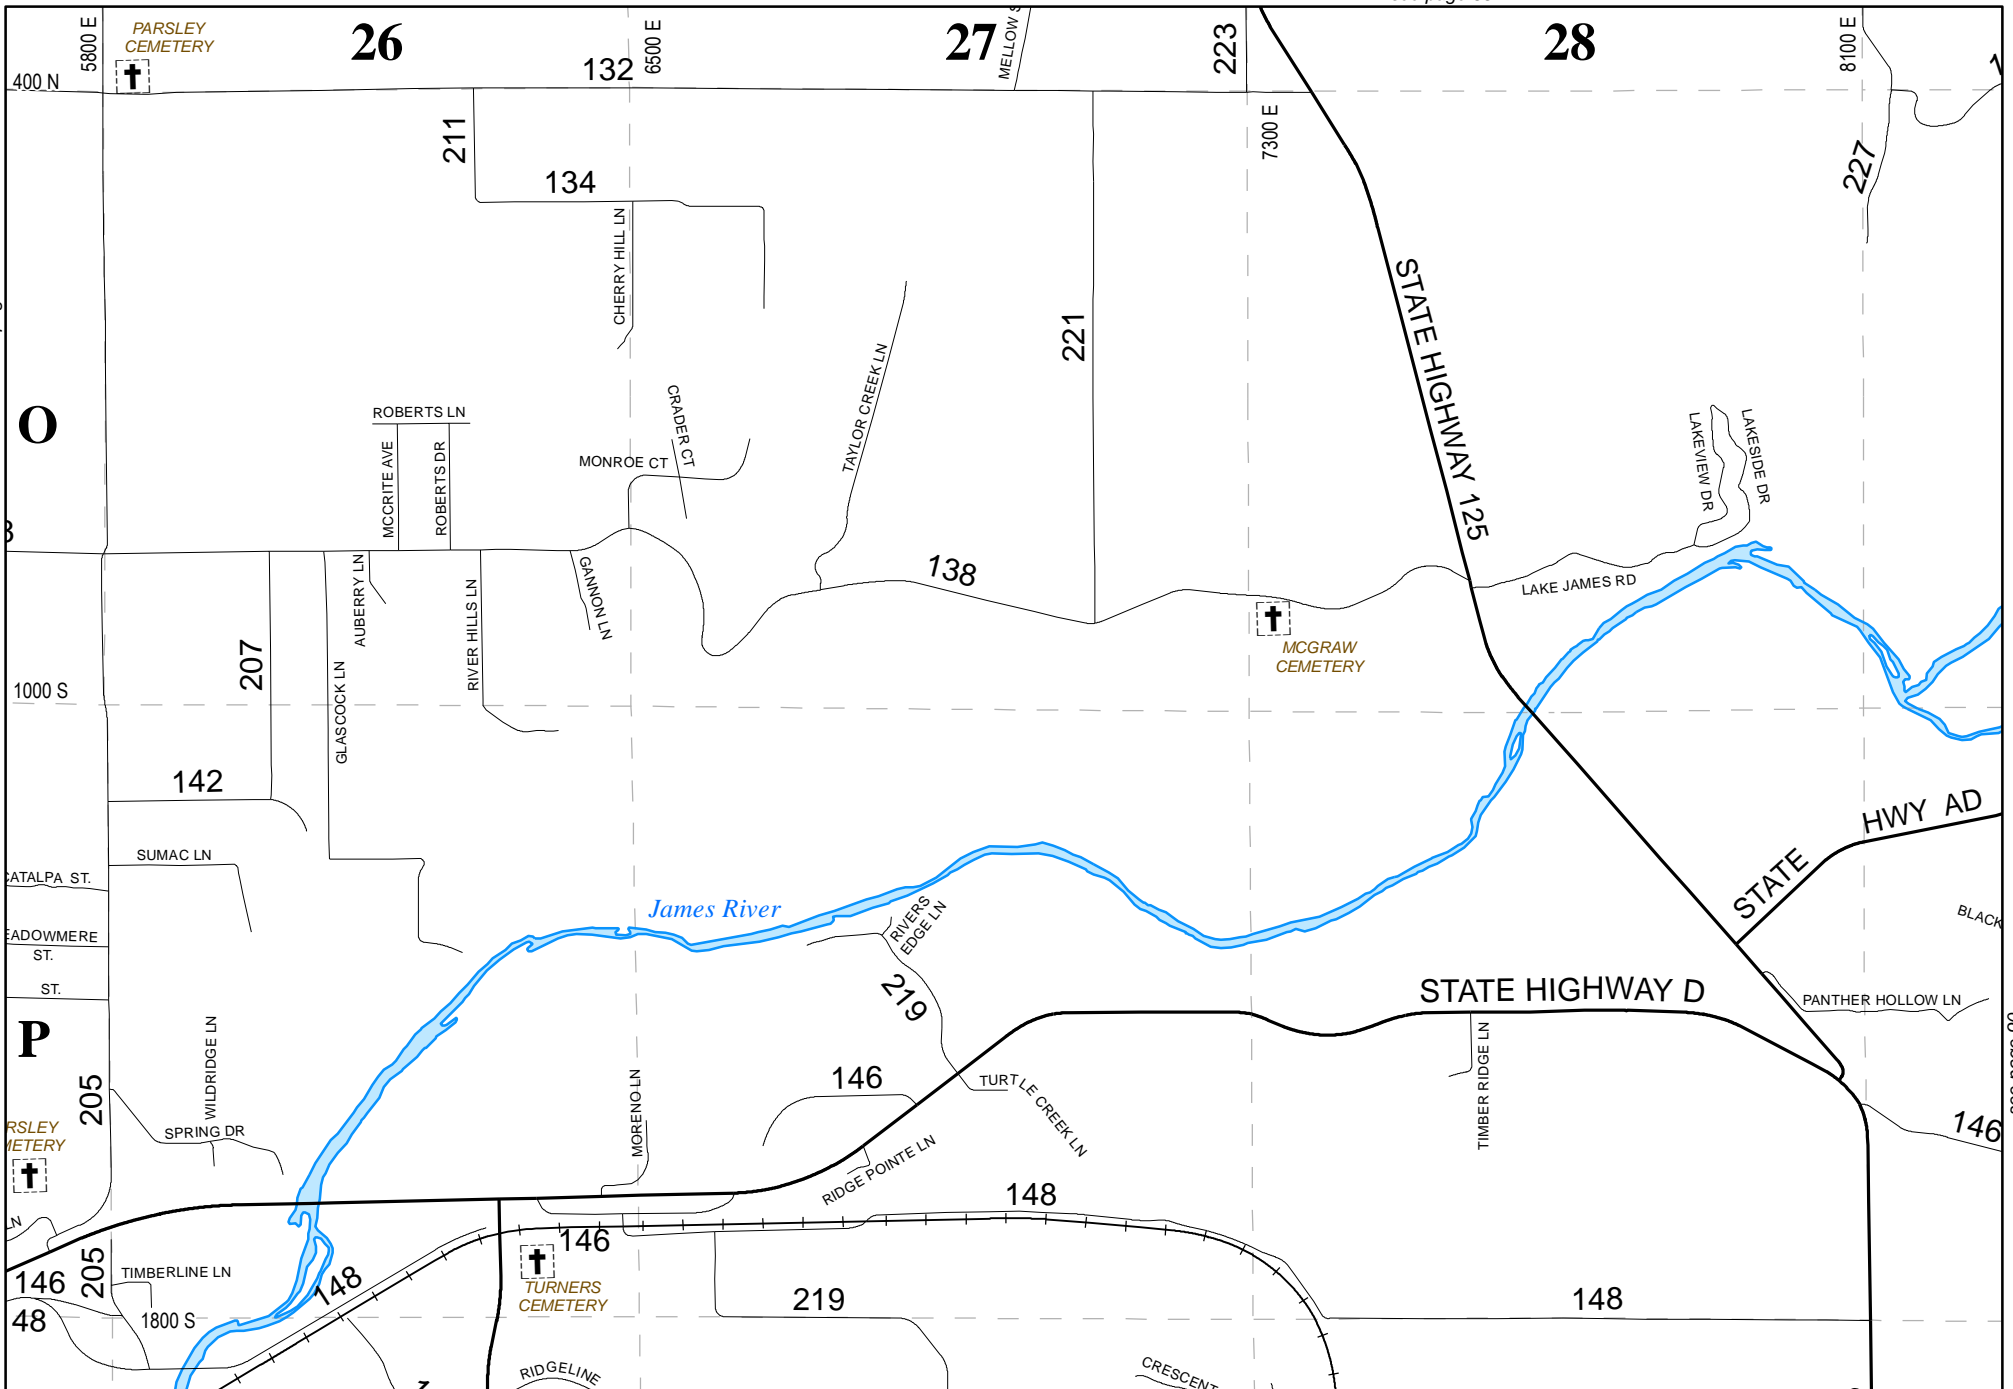 5800 E
PARSLEY
CEMETERY
26
132
6500 E
27
MELLOW
223
28
8100 E
400 N
211
134
7300 E
227
CHERRY HILL LN
221
STATE HIGHWAY 125
O
ROBERTS LN
MCCRITE AVE
ROBERTS DR
MONROE CT
CRADER CT
TAYLOR CREEK LN
LAKEVIEW DR
LAKESIDE DR
138
LAKE JAMES RD
AUBERRY LN
GANNON LN
RIVER HILLS LN
207
GLASCOCK LN
MCGRAW
CEMETERY
1000 S
142
SUMAC LN
ATALPA ST.
EADOWMERE
ST.
ST.
James River
RIVERS
EDGE LN
219
STATE HWY AD
BLACK
STATE HIGHWAY D
PANTHER HOLLOW LN
P
205
WILDRIDGE LN
SPRING DR
RSLEY
METERY
MORENO LN
146
TURTLE CREEK LN
RIDGE POINTE LN
TIMBER RIDGE LN
146
LN
148
146
205
TIMBERLINE LN
148
146
TURNERS
CEMETERY
48
1800 S
219
148
RIDGELINE
CRESCENT